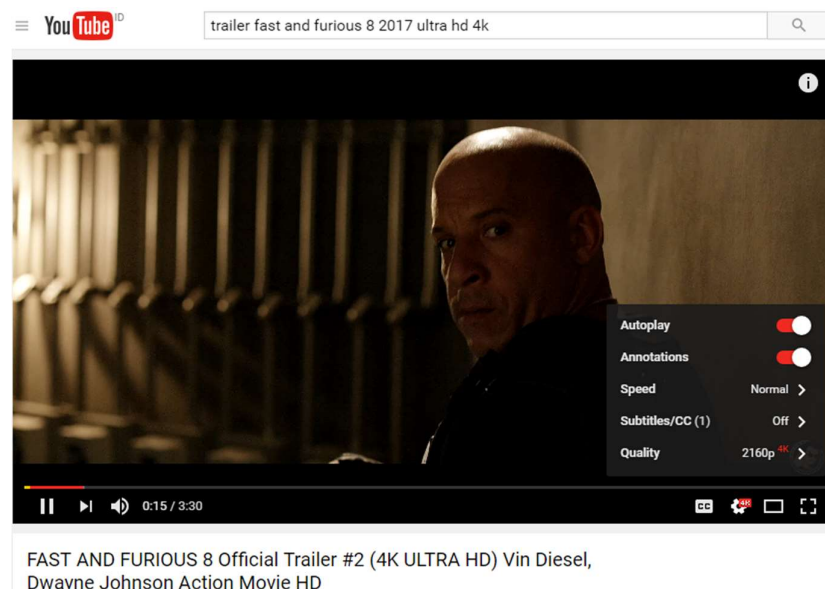 YouTube ID
trailer fast and furious 8 2017 ultra hd 4k
Autoplay
Annotations
Speed Normal
Subtitles/CC (1) Off
Quality 2160p 4K
0:15 / 3:30
CC 4K
FAST AND FURIOUS 8 Official Trailer #2 (4K ULTRA HD) Vin Diesel,
Dwayne Johnson Action Movie HD